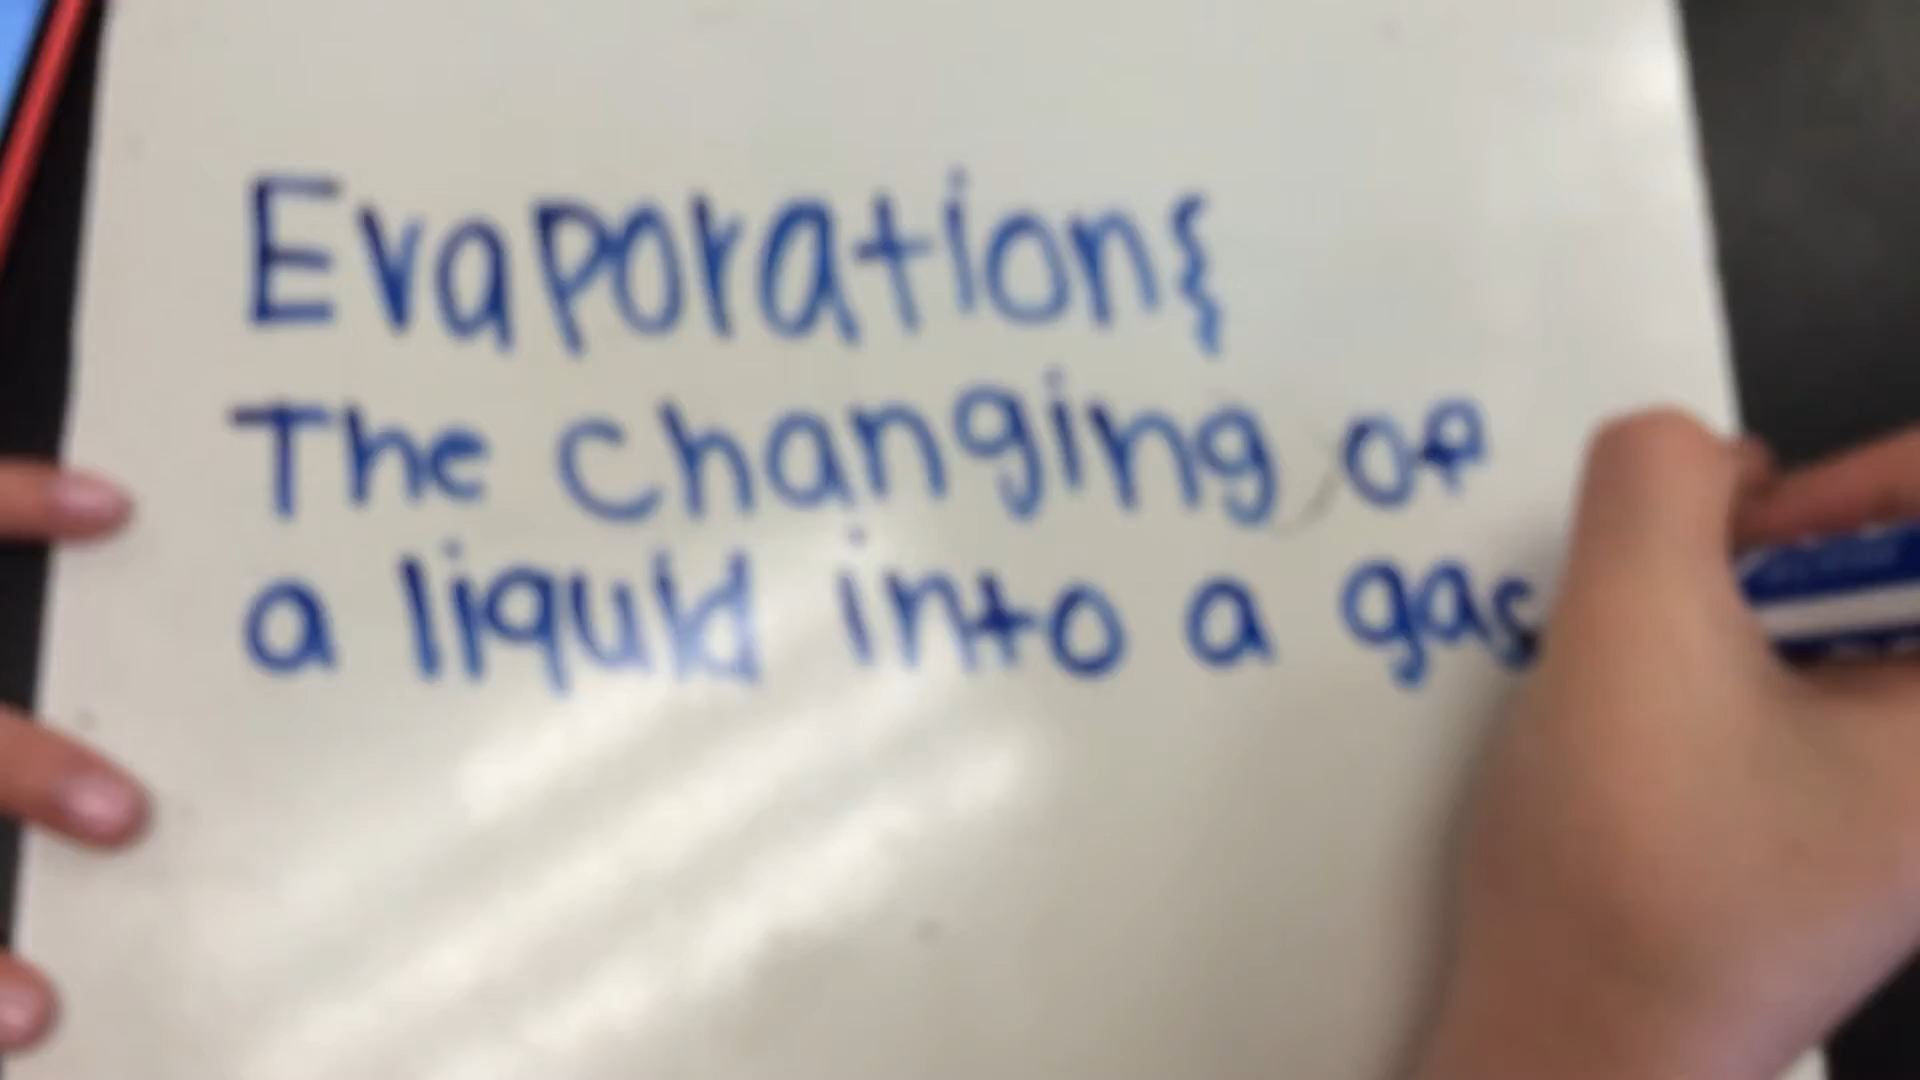 Evaporation{
The changing of
a liquid into a gas